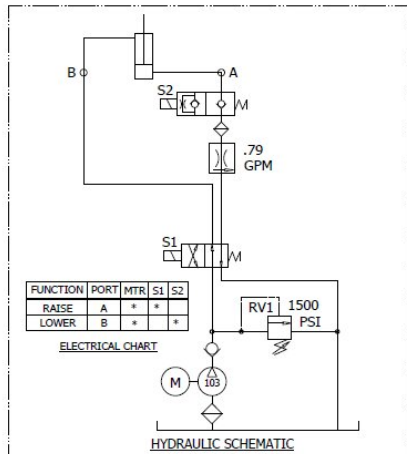 B
A
S2
.79
GPM
S1
FUNCTION PORT MTR S1 S2
RAISE A * *
LOWER B * *
ELECTRICAL CHART
RV1 1500
PSI
M
103
HYDRAULIC SCHEMATIC